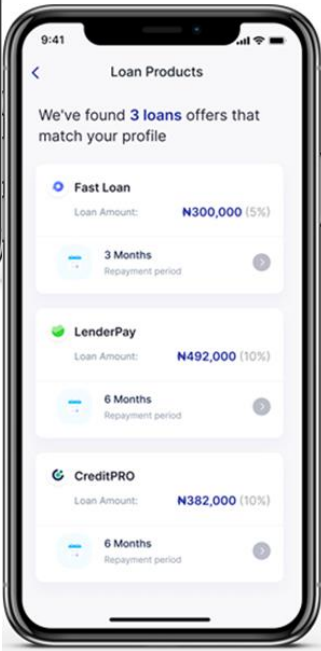 9:41
Loan Products
We've found 3 loans offers that
match your profile
Fast Loan
Loan Amount: ₦300,000 (5%)
3 Months
Repayment period
LenderPay
Loan Amount: ₦492,000 (10%)
6 Months
Repayment period
CreditPRO
Loan Amount: ₦382,000 (10%)
6 Months
Repayment period